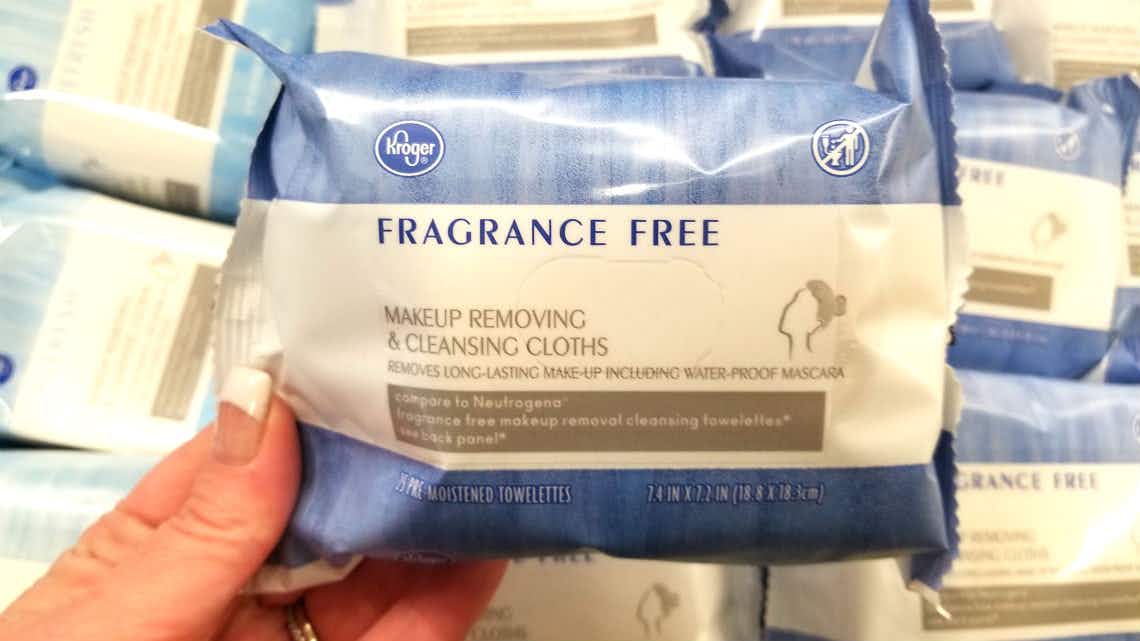 Kroger®
FRAGRANCE FREE
MAKEUP REMOVING
& CLEANSING CLOTHS
REMOVES LONG-LASTING MAKE-UP INCLUDING WATER-PROOF MASCARA
compare to Neutrogena®
fragrance free makeup removal cleansing towelettes*
see back panel*
25 PRE-MOISTENED TOWELETTES
7.4 IN X 7.2 IN (18.8 X 18.3cm)
FREE
GRANCE FREE